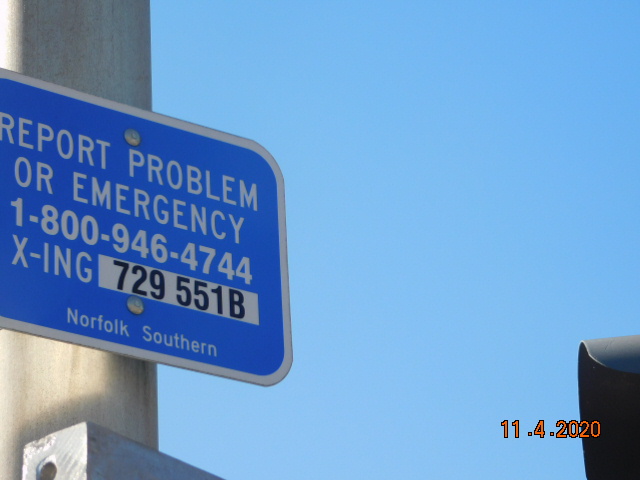 REPORT PROBLEM
OR EMERGENCY
1-800-946-4744
X-ING 729 551B
Norfolk Southern
11.4.2020